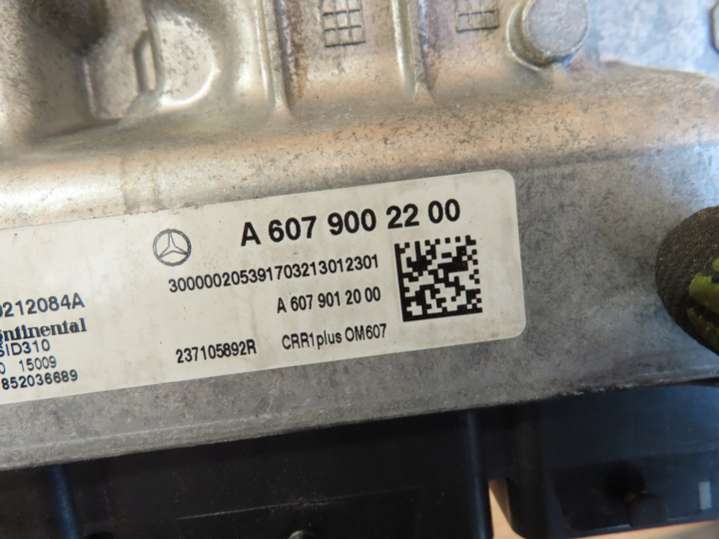 A 607 900 22 00
300000205391703213012301
A 607 901 20 00
237105892R CRR1plus OM607
0212084A
ontinental
SID310
0 15009
852036689